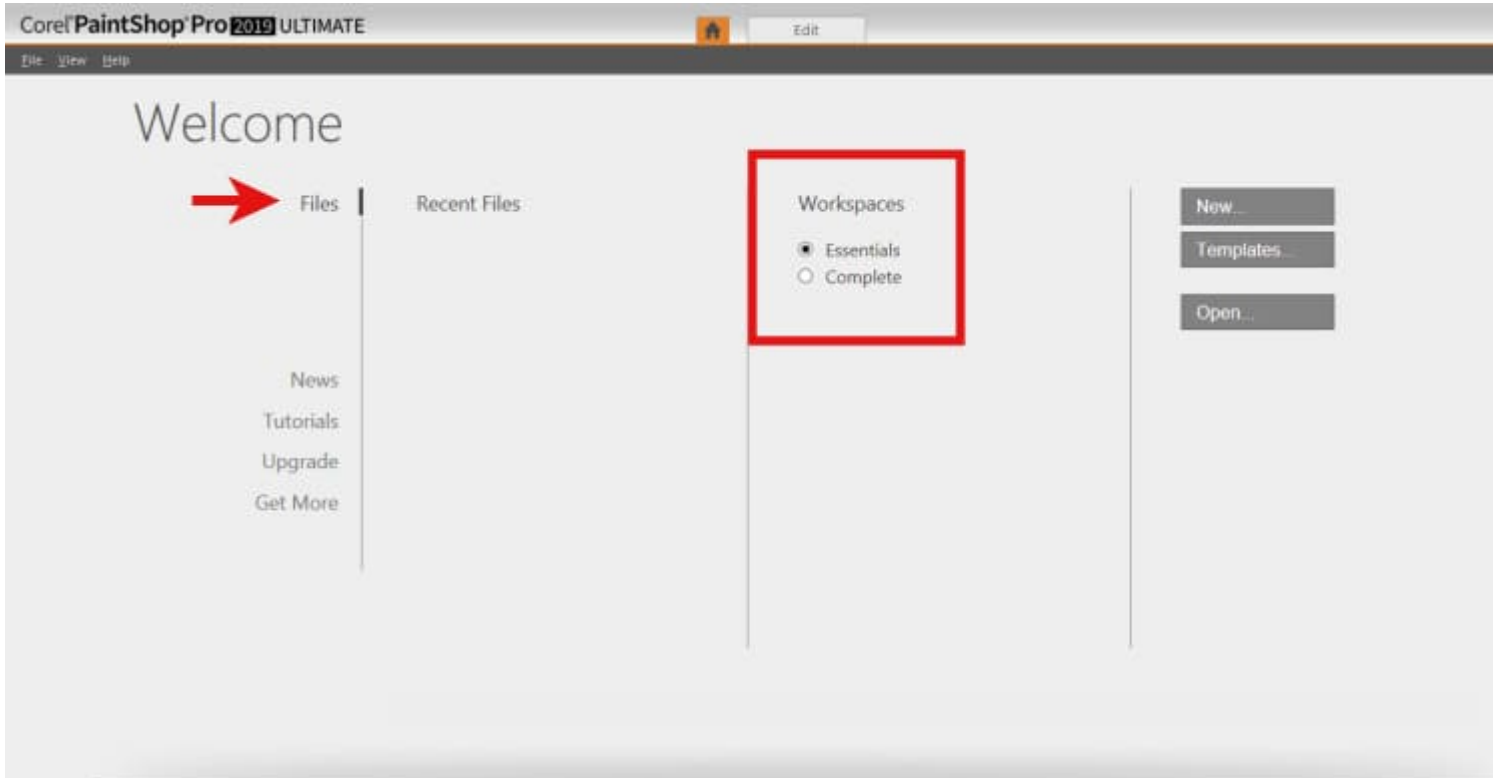 Corel PaintShop Pro 2019 ULTIMATE
Edit
File View Help
Welcome
Files
News
Tutorials
Upgrade
Get More
Recent Files
Workspaces
Essentials
Complete
New...
Templates...
Open...